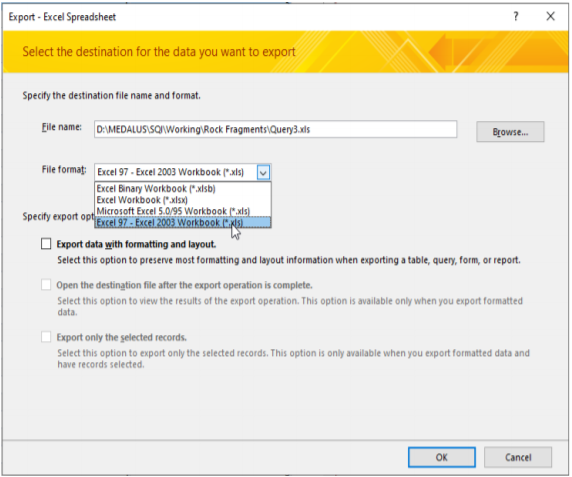 Export - Excel Spreadsheet
?
Select the destination for the data you want to export
Specify the destination file name and format.
File name:
D:\MEDALUS\SQI\Working\Rock Fragments\Query3.xls
Browse...
File format:
Excel 97 - Excel 2003 Workbook (*.xls)
Excel Binary Workbook (*.xlsb)
Excel Workbook (*.xlsx)
Microsoft Excel 5.0/95 Workbook (*.xls)
Specify export opt
Excel 97 - Excel 2003 Workbook (*.xls)
Export data with formatting and layout.
Select this option to preserve most formatting and layout information when exporting a table, query, form, or report.
Open the destination file after the export operation is complete.
Select this option to view the results of the export operation. This option is available only when you export formatted
data.
Export only the selected records.
Select this option to export only the selected records. This option is only available when you export formatted data and
have records selected.
OK
Cancel